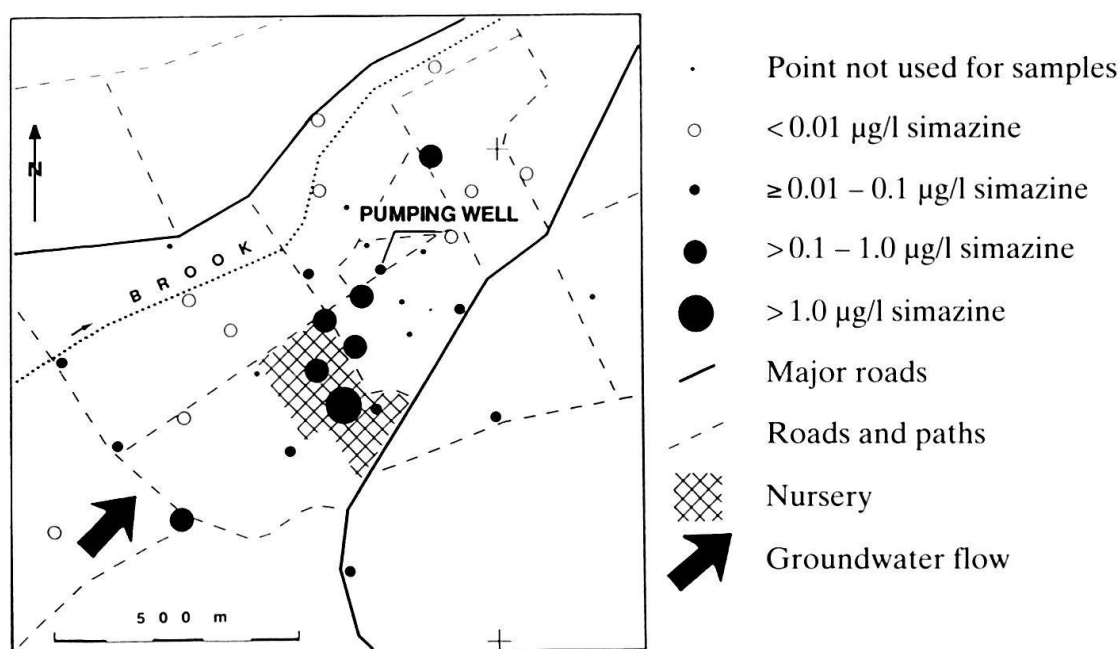 N
PUMPING WELL
BROOK
500 m
Point not used for samples
< 0.01 µg/l simazine
≥ 0.01 – 0.1 µg/l simazine
> 0.1 – 1.0 µg/l simazine
> 1.0 µg/l simazine
Major roads
Roads and paths
Nursery
Groundwater flow